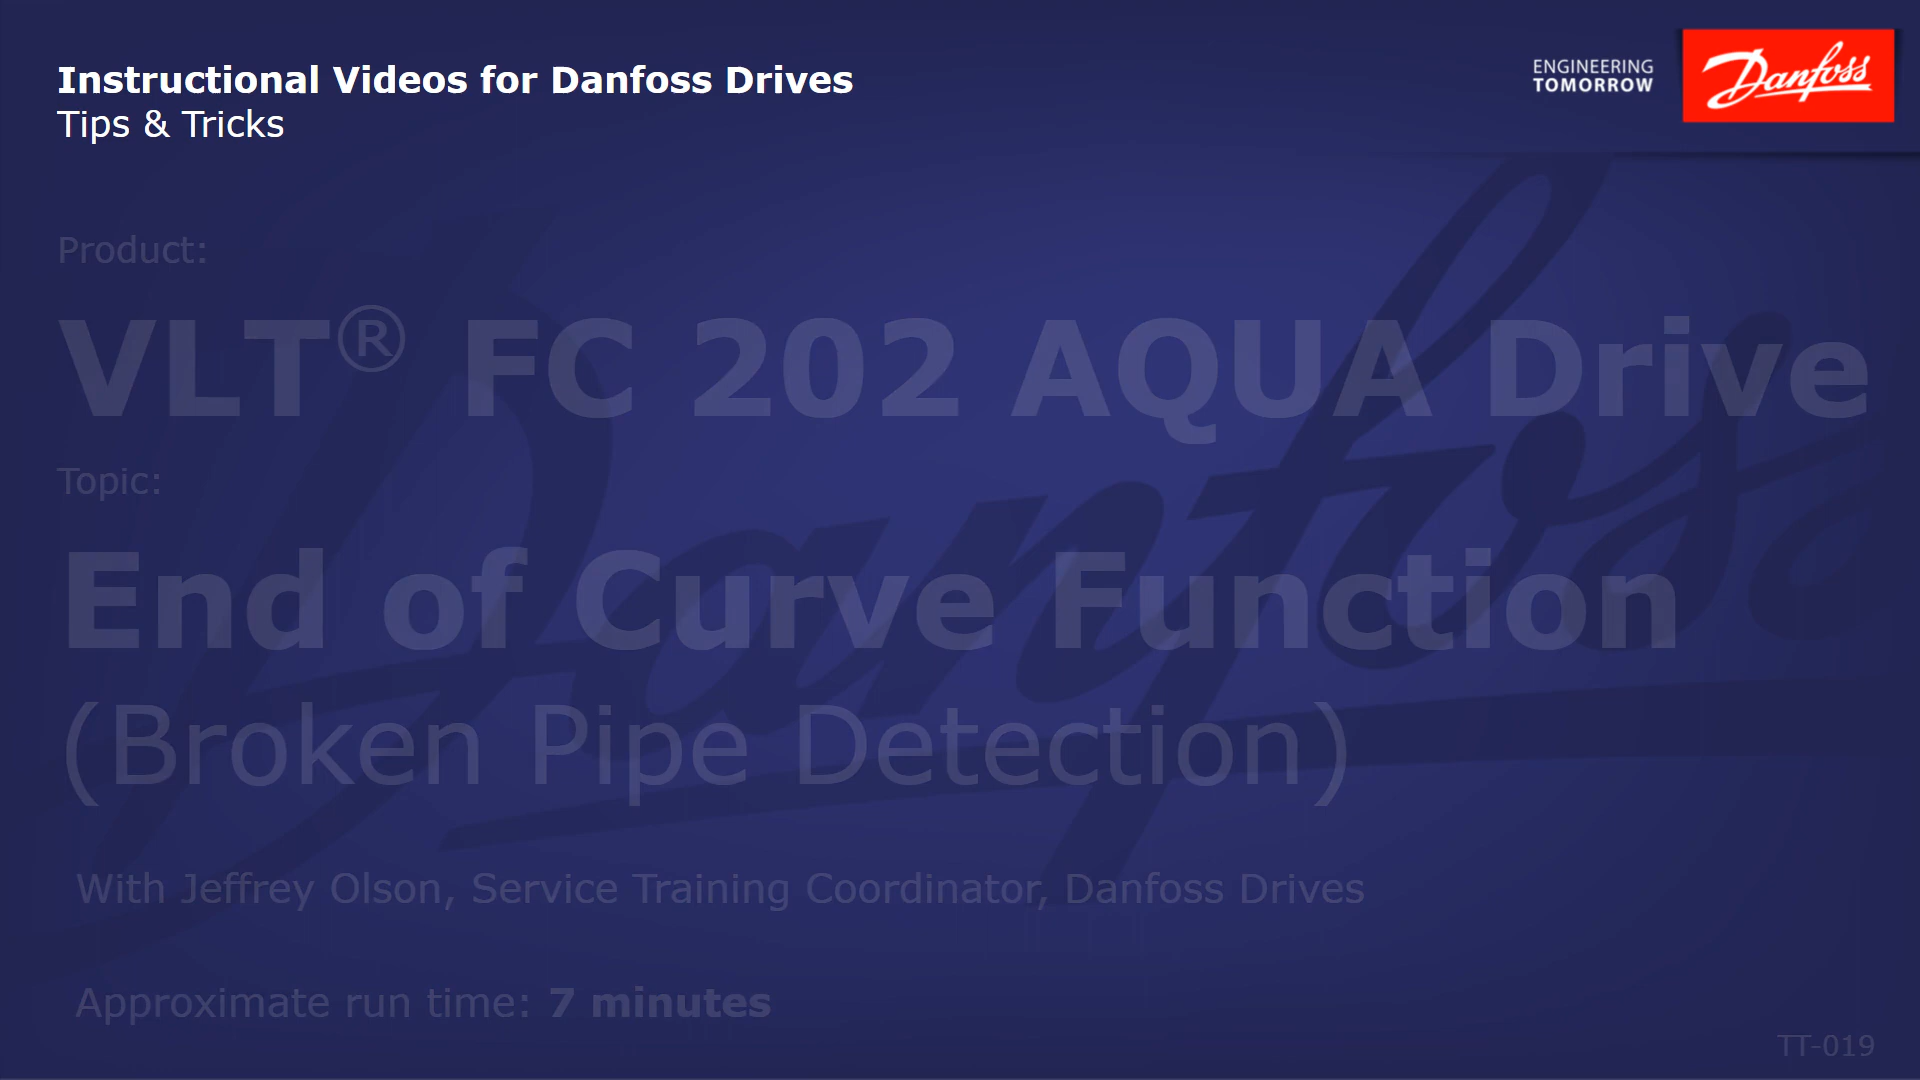 Instructional Videos for Danfoss Drives
Tips & Tricks
ENGINEERING
TOMORROW
Danfoss
Product:
VLT® FC 202 AQUA Drive
Topic:
End of Curve Function
(Broken Pipe Detection)
With Jeffrey Olson, Service Training Coordinator, Danfoss Drives
Approximate run time: 7 minutes
TT-019
Danfoss